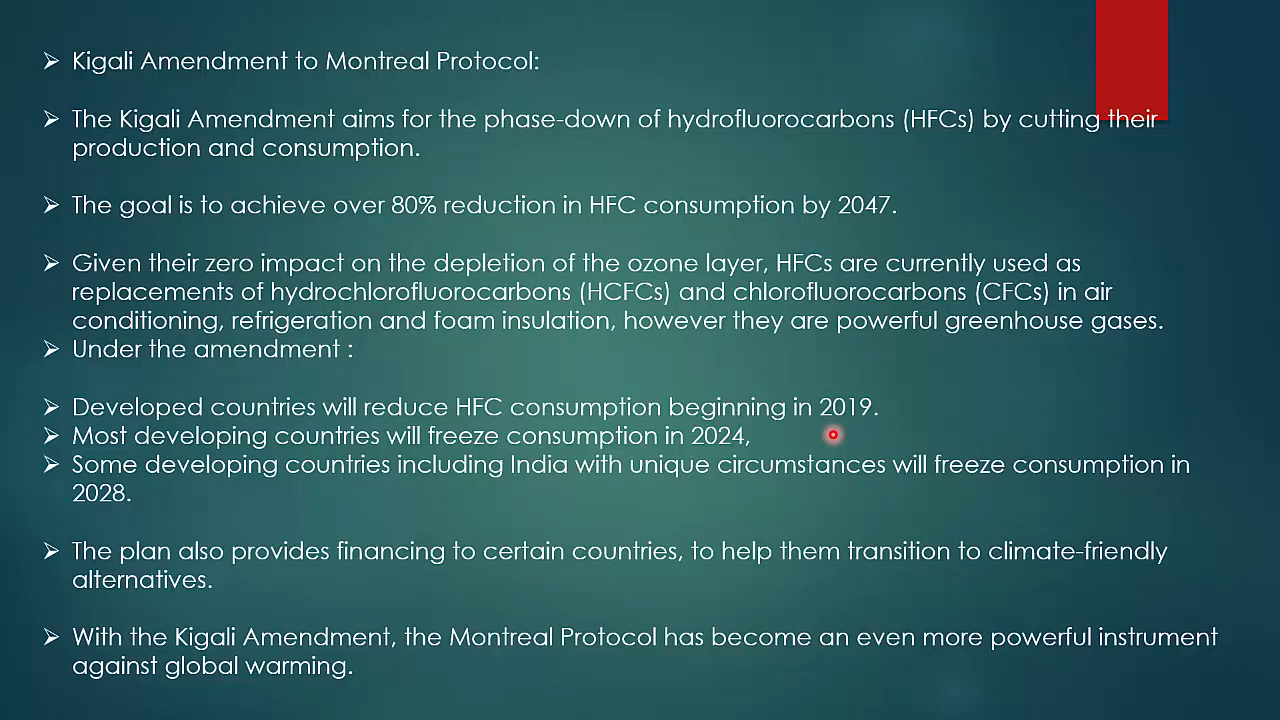 Kigali Amendment to Montreal Protocol:
The Kigali Amendment aims for the phase-down of hydrofluorocarbons (HFCs) by cutting their
production and consumption.
The goal is to achieve over 80% reduction in HFC consumption by 2047.
Given their zero impact on the depletion of the ozone layer, HFCs are currently used as
replacements of hydrochlorofluorocarbons (HCFCs) and chlorofluorocarbons (CFCs) in air
conditioning, refrigeration and foam insulation, however they are powerful greenhouse gases.
Under the amendment :
Developed countries will reduce HFC consumption beginning in 2019.
Most developing countries will freeze consumption in 2024,
Some developing countries including India with unique circumstances will freeze consumption in
2028.
The plan also provides financing to certain countries, to help them transition to climate-friendly
alternatives.
With the Kigali Amendment, the Montreal Protocol has become an even more powerful instrument
against global warming.